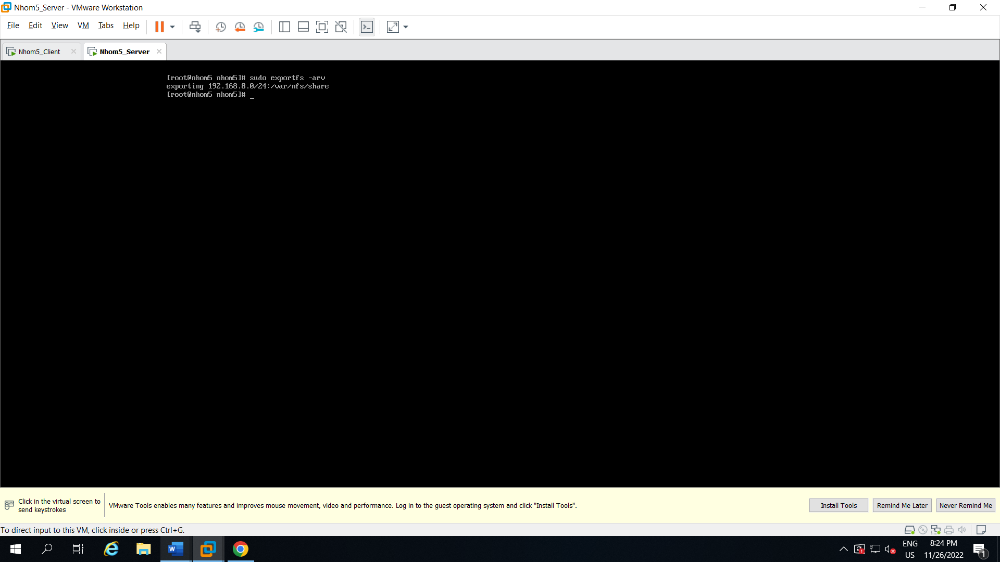 Nhom5_Server - VMware Workstation
File Edit View VM Tabs Help
Nhom5_Client
Nhom5_Server
[root@nhom5 nhom5]# sudo exportfs -arv
exporting 192.168.8.0/24:/var/nfs/share
[root@nhom5 nhom5]# _
Click in the virtual screen to
send keystrokes
VMware Tools enables many features and improves mouse movement, video and performance. Log in to the guest operating system and click "Install Tools".
Install Tools
Remind Me Later
Never Remind Me
To direct input to this VM, click inside or press Ctrl+G.
ENG
US
8:24 PM
11/26/2022
1